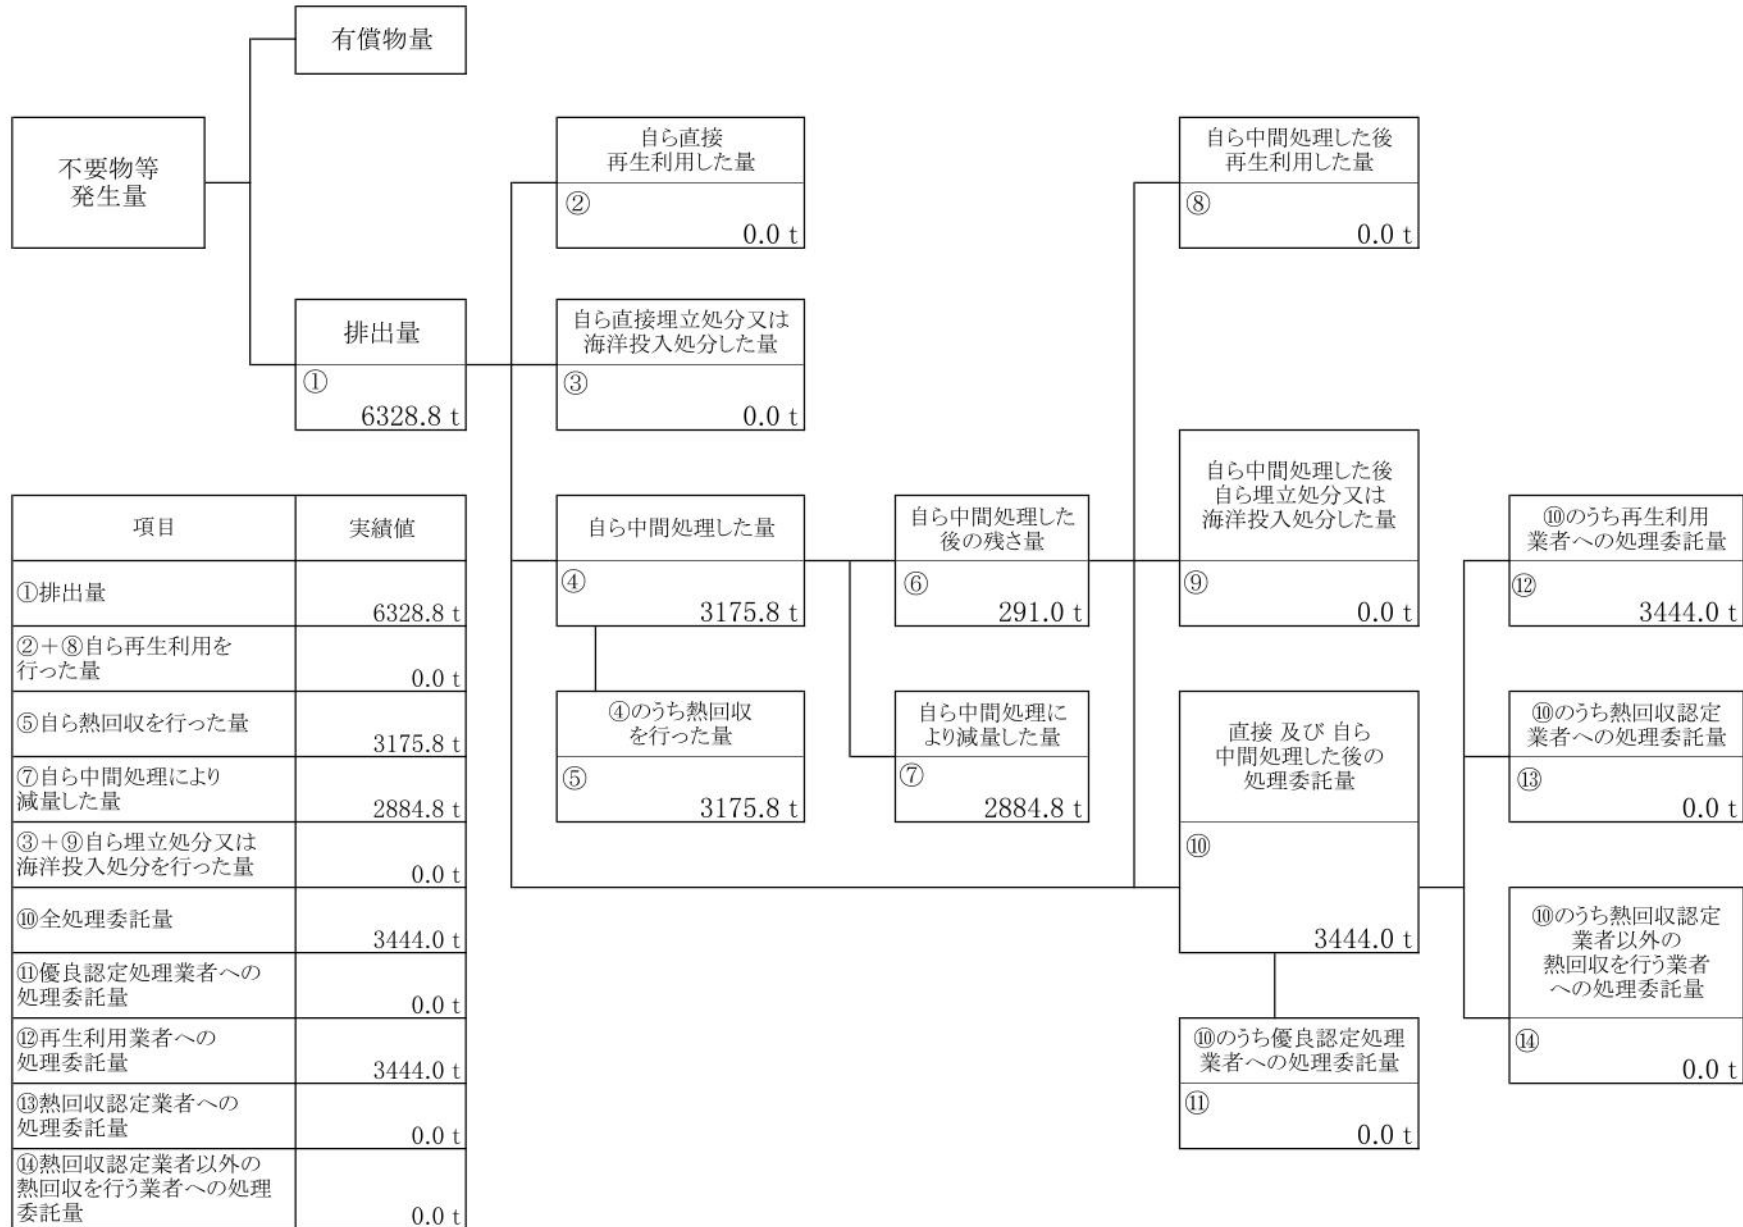 有償物量
不要物等
発生量
排出量
①
6328.8 t
自ら直接
再生利用した量
②
0.0 t
自ら直接埋立処分又は
海洋投入処分した量
③
0.0 t
自ら中間処理した量
④
3175.8 t
④のうち熱回収
を行った量
⑤
3175.8 t
自ら中間処理した
後の残さ量
⑥
291.0 t
自ら中間処理に
より減量した量
⑦
2884.8 t
自ら中間処理した後
再生利用した量
⑧
0.0 t
自ら中間処理した後
自ら埋立処分又は
海洋投入処分した量
⑨
0.0 t
直接 及び 自ら
中間処理した後の
処理委託量
⑩
3444.0 t
⑩のうち優良認定処理
業者への処理委託量
⑪
0.0 t
⑩のうち再生利用
業者への処理委託量
⑫
3444.0 t
⑩のうち熱回収認定
業者への処理委託量
⑬
0.0 t
⑩のうち熱回収認定
業者以外の
熱回収を行う業者
への処理委託量
⑭
0.0 t
項目 実績値
①排出量
6328.8 t
②＋⑧自ら再生利用を
行った量
0.0 t
⑤自ら熱回収を行った量
3175.8 t
⑦自ら中間処理により
減量した量
2884.8 t
③＋⑨自ら埋立処分又は
海洋投入処分を行った量
0.0 t
⑩全処理委託量
3444.0 t
⑪優良認定処理業者への
処理委託量
0.0 t
⑫再生利用業者への
処理委託量
3444.0 t
⑬熱回収認定業者への
処理委託量
0.0 t
⑭熱回収認定業者以外の
熱回収を行う業者への処理
委託量
0.0 t